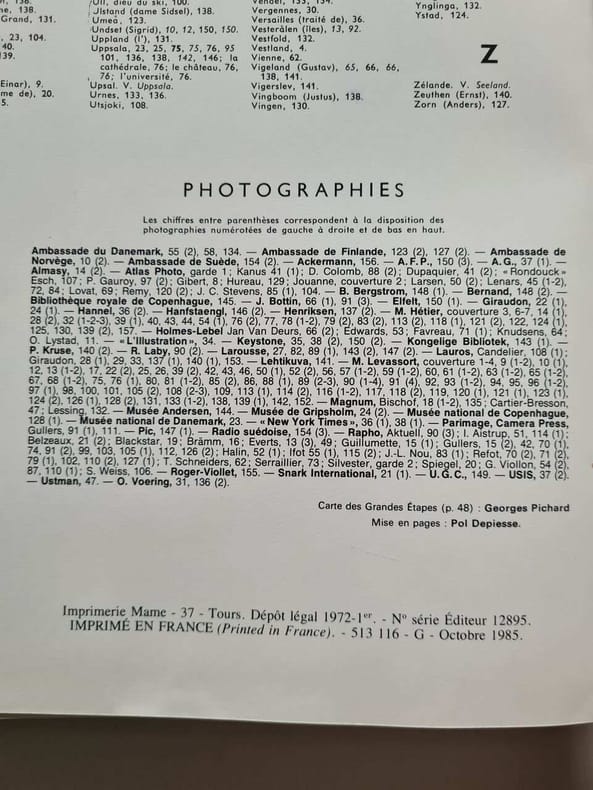 , 138.
ne, 138.
Grand, 131.
, 23, 104.
40.
139.
Einar), 9.
me de), 20.
5.
Ull, dieu du ski, 100.
Ulstand (dame Sidsel), 138.
Umeå, 123.
Undset (Sigrid), 10, 12, 150, 150.
Uppland (l'), 131.
Uppsala, 23, 25, 75, 75, 76, 95
101, 136, 138, 142, 146; la
cathédrale, 76; le château, 76,
76; l'université, 76.
Upsal. V. Uppsala.
Urnes, 133, 136.
Utsjoki, 108.
Vendel, 133, 134.
Vergennes, 30.
Versailles (traité de), 36.
Vesterålen (îles), 13, 92.
Vestfold, 132.
Vestland, 4.
Vienne, 62.
Vigeland (Gustav), 65, 66, 66,
138, 141.
Vigerslev, 141.
Vingboom (Justus), 138.
Vingen, 130.
Ynglinga, 132.
Ystad, 124.
Z
Zélande. V. Seeland.
Zeuthen (Ernst), 140.
Zorn (Anders), 127.
PHOTOGRAPHIES
Les chiffres entre parenthèses correspondent à la disposition des
photographies numérotées de gauche à droite et de bas en haut.
Ambassade du Danemark, 55 (2), 58, 134. — Ambassade de Finlande, 123 (2), 127 (2). — Ambassade de
Norvège, 10 (2). — Ambassade de Suède, 154 (2). — Ackermann, 156. — A.F.P., 150 (3). — A.G., 37 (1). —
Almasy, 14 (2). — Atlas Photo, garde 1; Kanus 41 (1); D. Colomb, 88 (2); Dupaquier, 41 (2); «Rondouck»
Esch, 107; P. Gauroy, 97 (2); Gibert, 8; Hureau, 129; Jouanne, couverture 2; Larsen, 50 (2); Lenars, 45 (1-2),
72, 84; Lovat, 69; Remy, 120 (2); J. C. Stevens, 85 (1), 104. — B. Bergstrom, 148 (1). — Bernand, 148 (2). —
Bibliothèque royale de Copenhague, 145. — J. Bottin, 66 (1), 91 (3). — Elfelt, 150 (1). — Giraudon, 22 (1),
24 (1). — Hannel, 36 (2). — Hanfstaengl, 146 (2). — Henriksen, 137 (2). — M. Hétier, couverture 3, 6-7, 14 (1),
28 (2), 32 (1-2-3), 39 (1), 40, 43, 44, 54 (1), 76 (2), 77, 78 (1-2), 79 (2), 83 (2), 113 (2), 118 (1), 121 (2), 122, 124 (1),
125, 130, 139 (2), 157. — Holmes-Lebel Jan Van Deurs, 66 (2); Edwards, 53; Favreau, 71 (1); Knudsens, 64;
O. Lystad, 11. — «L'Illustration», 34. — Keystone, 35, 38 (2), 150 (2). — Kongelige Bibliotek, 143 (1). —
P. Kruse, 140 (2). — R. Laby, 90 (2). — Larousse, 27, 82, 89 (1), 143 (2), 147 (2). — Lauros, Candelier, 108 (1);
Giraudon, 28 (1), 29, 33, 137 (1), 140 (1), 153. — Lehtikuva, 141. — M. Levassort, couverture 1-4, 9 (1-2), 10 (1),
12, 13 (1-2), 17, 22 (2), 25, 26, 39 (2), 42, 43, 46, 50 (1), 52 (2), 56, 57 (1-2), 59 (1-2), 60, 61 (1-2), 63 (1-2), 65 (1-2),
67, 68 (1-2), 75, 76 (1), 80, 81 (1-2), 85 (2), 86, 88 (1), 89 (2-3), 90 (1-4), 91 (4), 92, 93 (1-2), 94, 95, 96 (1-2),
97 (1), 98, 100, 101, 105 (2), 108 (2-3), 109, 113 (1), 114 (2), 116 (1-2), 117, 118 (2), 119, 120 (1), 121 (1), 123 (1),
124 (2), 126 (1), 128 (2), 131, 133 (1-2), 138, 139 (1), 142, 152. — Magnum, Bischof, 18 (1-2), 135; Cartier-Bresson,
47; Lessing, 132. — Musée Andersen, 144. — Musée de Gripsholm, 24 (2). — Musée national de Copenhague,
128 (1). — Musée national de Danemark, 23. — «New York Times», 36 (1), 38 (1). — Parimage, Camera Press,
Gullers, 91 (1), 111. — Pic, 147 (1). — Radio suédoise, 154 (3). — Rapho, Aktuell, 90 (3); I. Aistrup, 51, 114 (1);
Belzeaux, 21 (2); Blackstar, 19; Brämm, 16; Everts, 13 (3), 49; Guillumette, 15 (1); Gullers, 15 (2), 42, 70 (1),
74, 91 (2), 99, 103, 105 (1), 112, 126 (2); Halin, 52 (1); Ifot 55 (1), 115 (2); J.-L. Nou, 83 (1); Refot, 70 (2), 71 (2),
79 (1), 102, 110 (2), 127 (1); T. Schneiders, 62; Serraillier, 73; Silvester, garde 2; Spiegel, 20; G. Viollon, 54 (2),
87, 110 (1); S. Weiss, 106. — Roger-Viollet, 155. — Snark International, 21 (1). — U.G.C., 149. — USIS, 37 (2).
— Ustman, 47. — O. Voering, 31, 136 (2).
Carte des Grandes Étapes (p. 48) : Georges Pichard
Mise en pages : Pol Depiesse.
Imprimerie Mame - 37 - Tours. Dépôt légal 1972-1er. - No série Éditeur 12895.
IMPRIMÉ EN FRANCE (Printed in France). - 513 116 - G - Octobre 1985.